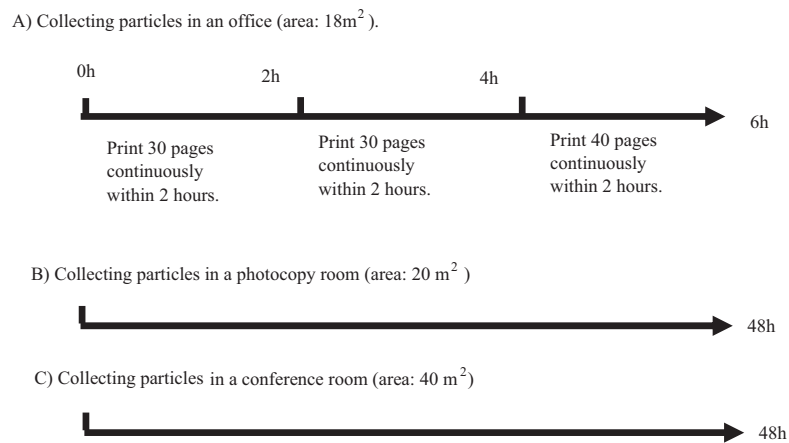 A) Collecting particles in an office (area: 18m²).
0h
2h
4h
6h
Print 30 pages
continuously
within 2 hours.
Print 30 pages
continuously
within 2 hours.
Print 40 pages
continuously
within 2 hours.
B) Collecting particles in a photocopy room (area: 20 m² )
48h
C) Collecting particles in a conference room (area: 40 m²)
48h